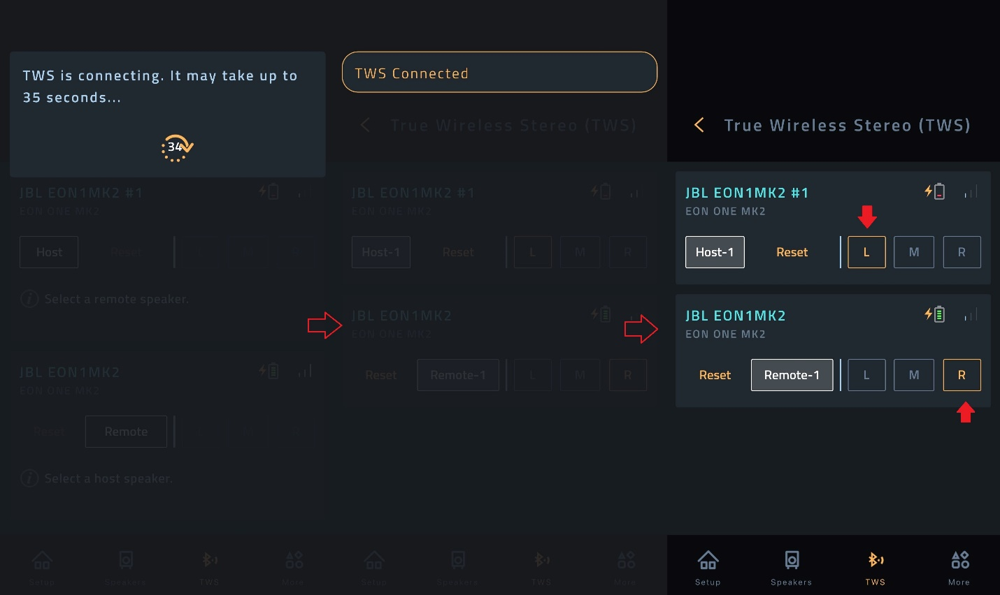 TWS is connecting. It may take up to
35 seconds...
34
JBL EON1MK2 #1
EON ONE MK2
Host
Reset
Select a remote speaker.
JBL EON1MK2
EON ONE MK2
Reset
Remote
Select a host speaker.
Setup
Speakers
TWS
More
TWS Connected
True Wireless Stereo (TWS)
JBL EON1MK2 #1
EON ONE MK2
Host-1
Reset
L
M
R
JBL EON1MK2
EON ONE MK2
Reset
Remote-1
L
M
R
Setup
Speakers
TWS
More
True Wireless Stereo (TWS)
JBL EON1MK2 #1
EON ONE MK2
Host-1
Reset
L
M
R
JBL EON1MK2
EON ONE MK2
Reset
Remote-1
L
M
R
Setup
Speakers
TWS
More